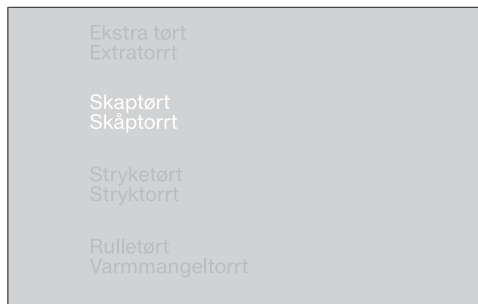 Ekstra tørt
Extratorrt
Skaptørt
Skåptorrt
Stryketørt
Stryktorrt
Rulletørt
Varmmangeltorrt